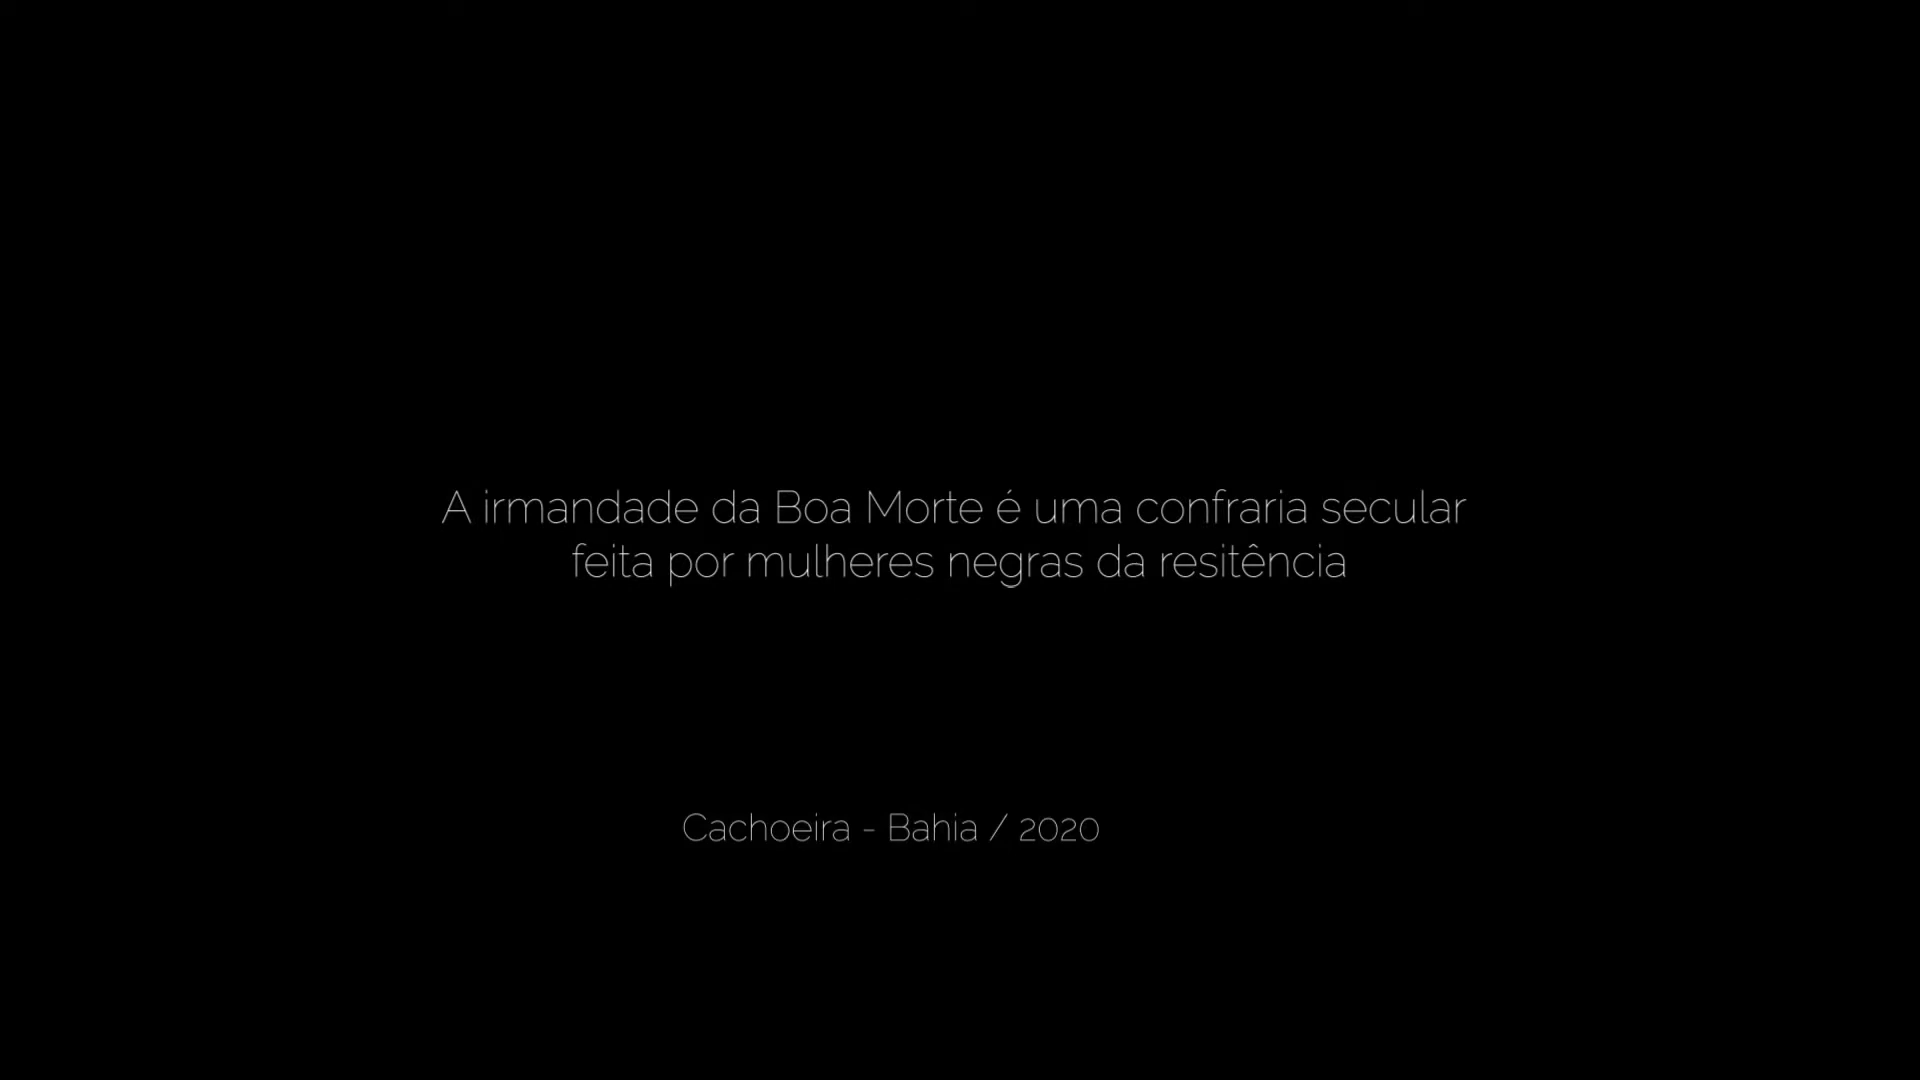 A irmandade da Boa Morte é uma confraria secular
feita por mulheres negras da resitência
Cachoeira - Bahia / 2020